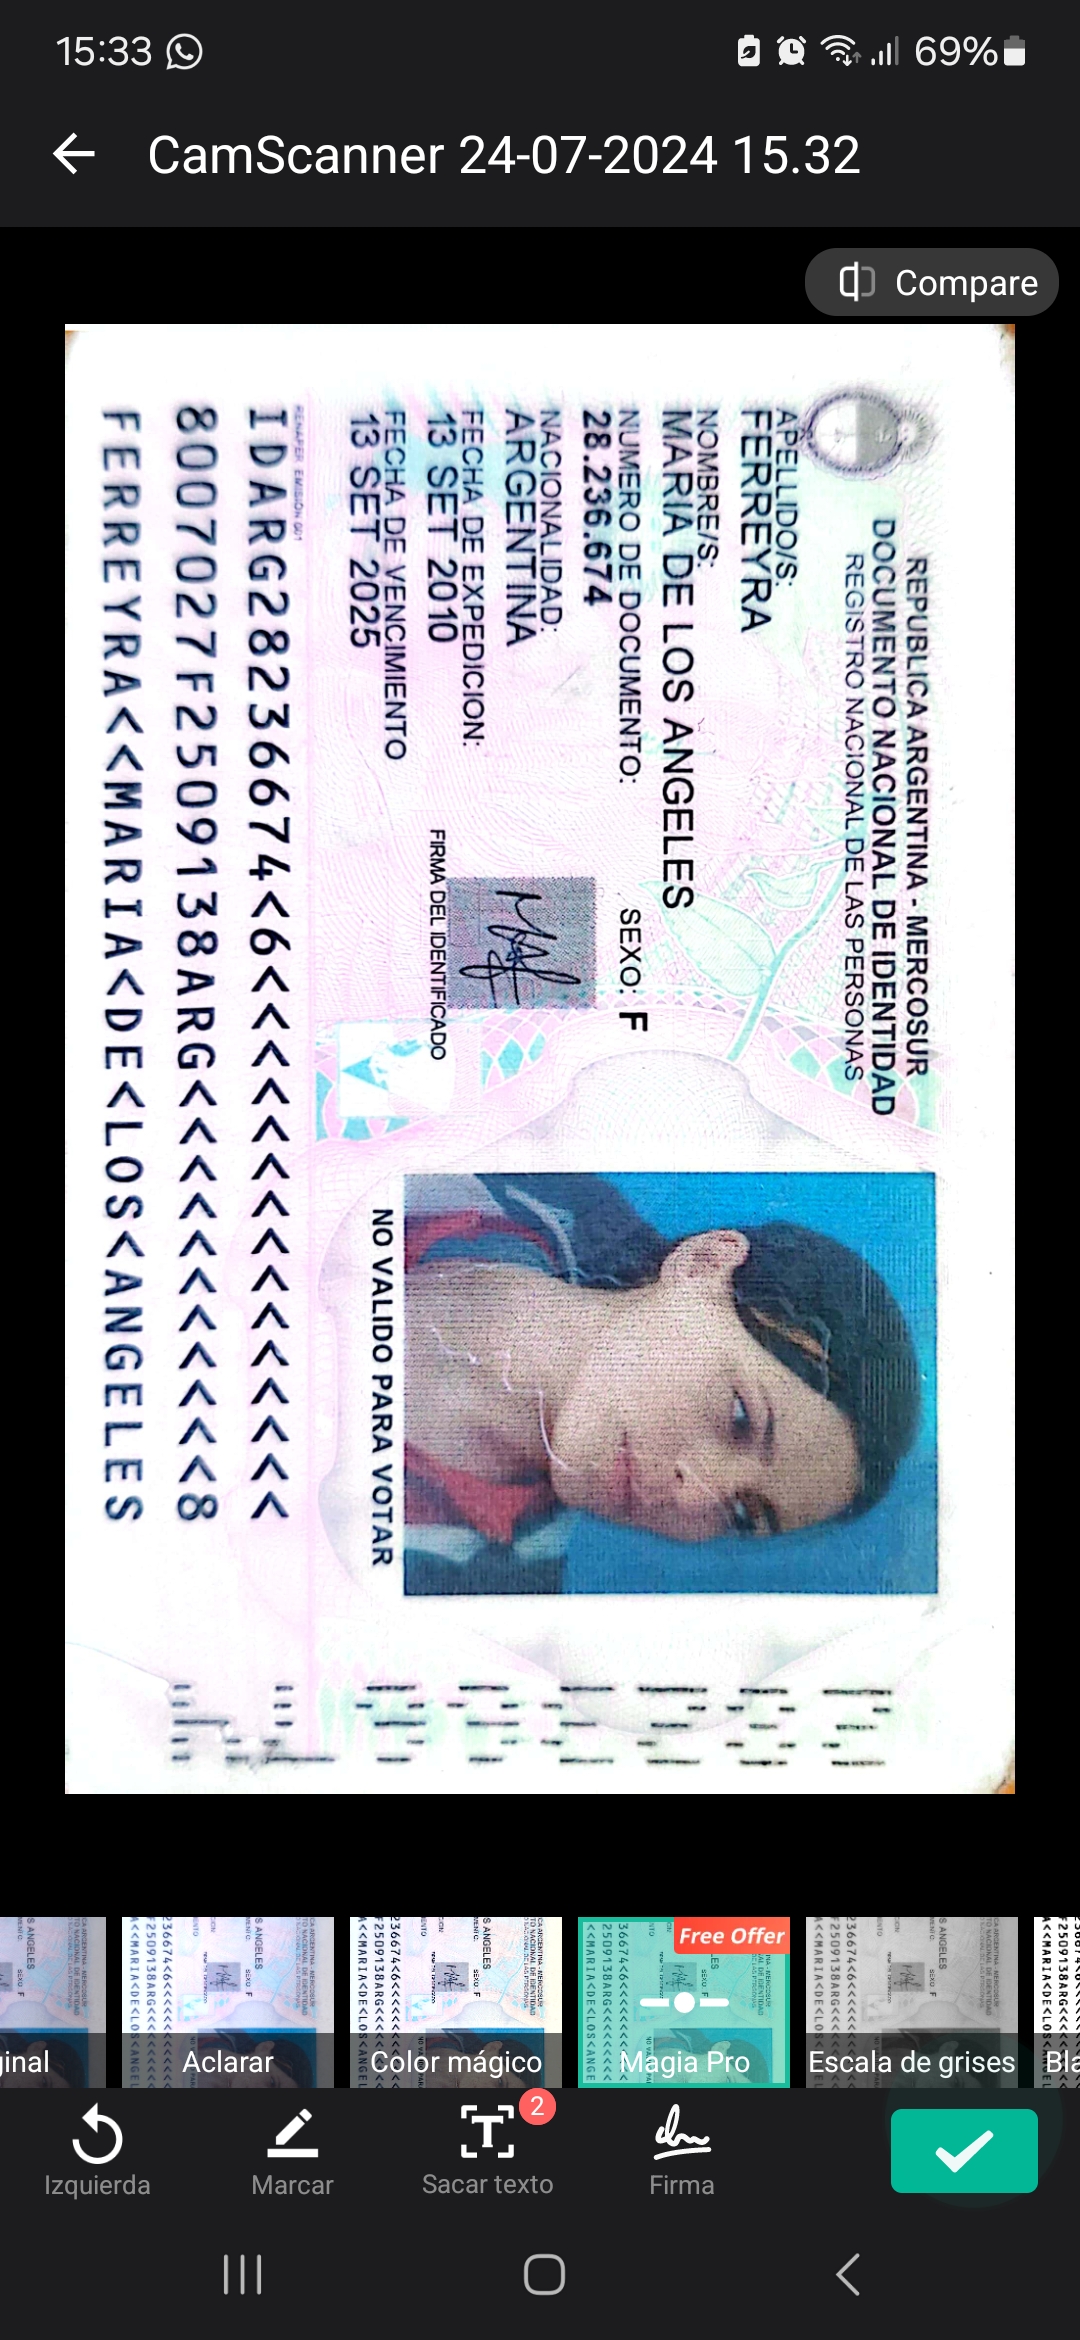 15:33
69%
CamScanner 24-07-2024 15.32
Compare
REPUBLICA ARGENTINA - MERCOSUR
DOCUMENTO NACIONAL DE IDENTIDAD
REGISTRO NACIONAL DE LAS PERSONAS
APELLIDO/S:
FERREYRA
NOMBRE/S:
MARIA DE LOS ANGELES
NUMERO DE DOCUMENTO:
SEXO: F
28.236.674
NACIONALIDAD:
ARGENTINA
FECHA DE EXPEDICION:
13 SET 2010
FIRMA DEL IDENTIFICADO
FECHA DE VENCIMIENTO
13 SET 2025
NO VALIDO PARA VOTAR
RENAPER EMISION 001
IDARG28236674<6<<<<<<<<<<<<<<<
8007027F2509138ARG<<<<<<<<<<<8
FERREYRA<<MARIA<DE<LOS<ANGELES
Free Offer
Aclarar
Color mágico
Magia Pro
Escala de grises
Izquierda
Marcar
2
Sacar texto
Firma